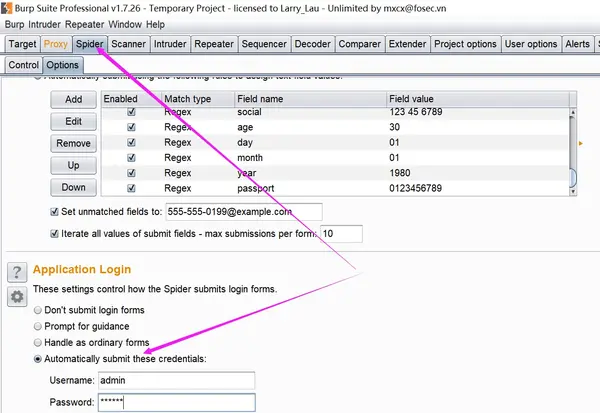 Burp Suite Professional v1.7.26 - Temporary Project - licensed to Larry_Lau - Unlimited by mxcx@fosec.vn
Burp Intruder Repeater Window Help
Target Proxy Spider Scanner Intruder Repeater Sequencer Decoder Comparer Extender Project options User options Alerts
Control Options
Automatically submit using the following rules to assign text field values:
Add Enabled Match type Field name Field value
Regex social 123 45 6789
Edit Regex age 30
Remove Regex day 01
Regex month 01
Up Regex year 1980
Down Regex passport 0123456789
Set unmatched fields to: 555-555-0199@example.com
Iterate all values of submit fields - max submissions per form: 10
? Application Login
These settings control how the Spider submits login forms.
Don't submit login forms
Prompt for guidance
Handle as ordinary forms
Automatically submit these credentials:
Username: admin
Password: ******